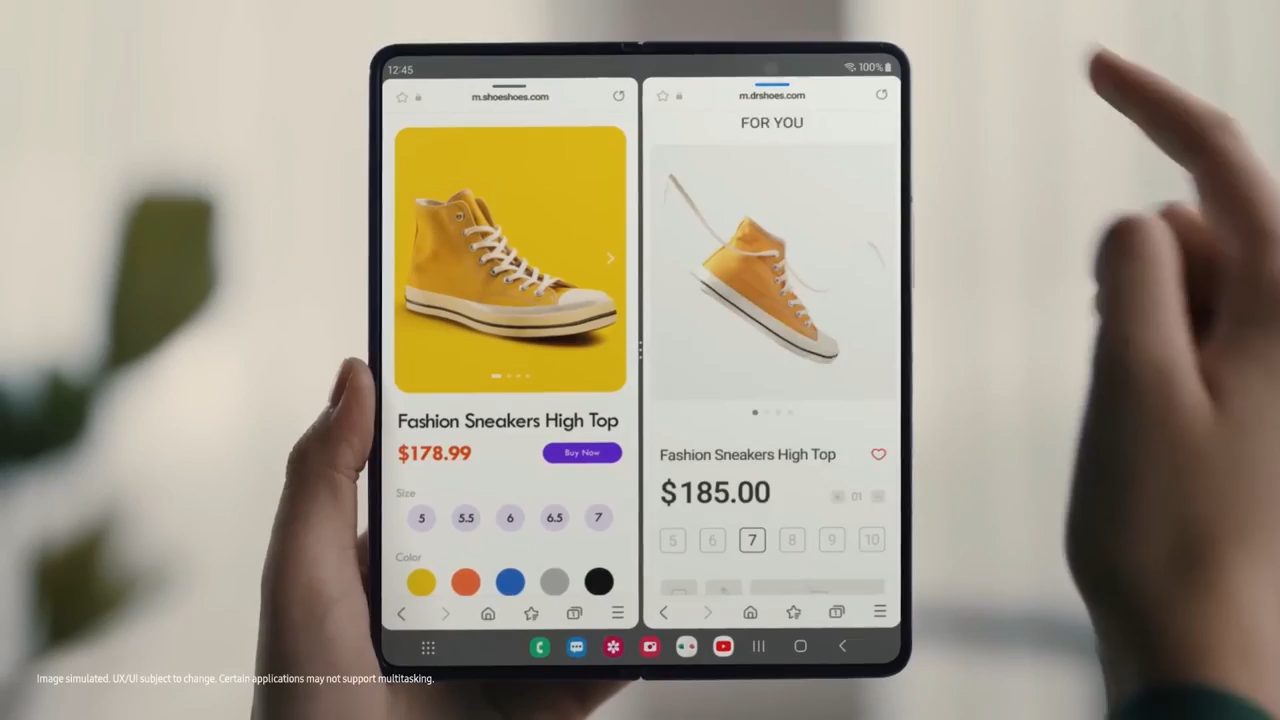 12:45
100%
m.shoeshoes.com
Fashion Sneakers High Top
$178.99
Buy Now
Size
5 5.5 6 6.5 7
Color
m.drshoes.com
FOR YOU
Fashion Sneakers High Top
$185.00
01
5 6 7 8 9 10
Image simulated. UX/UI subject to change. Certain applications may not support multitasking.